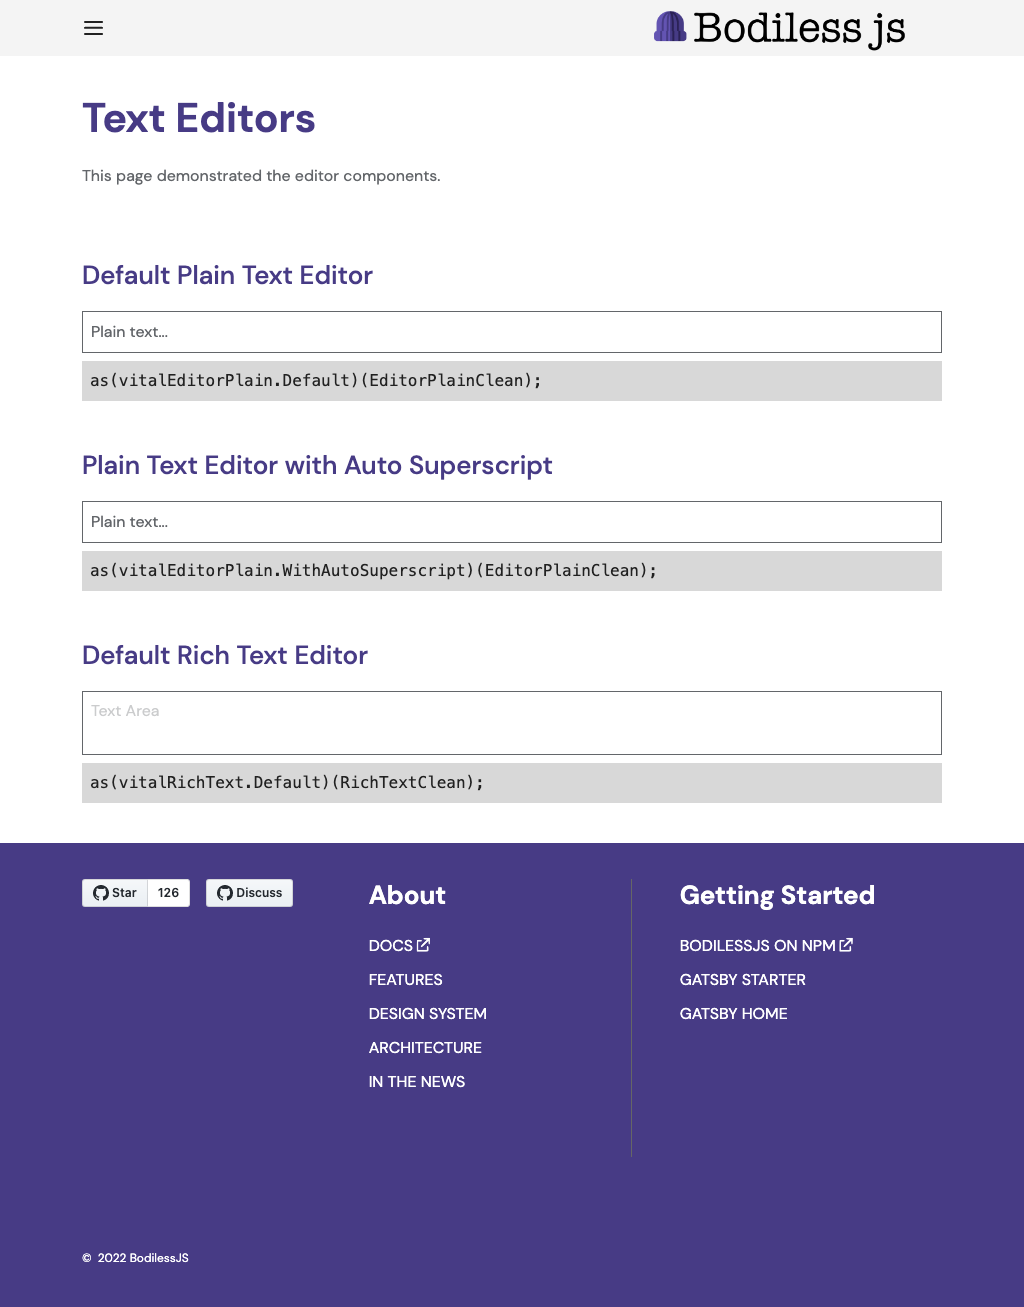 Bodiless js
Text Editors
This page demonstrated the editor components.
Default Plain Text Editor
Plain text...
as(vitalEditorPlain.Default)(EditorPlainClean);
Plain Text Editor with Auto Superscript
Plain text...
as(vitalEditorPlain.WithAutoSuperscript)(EditorPlainClean);
Default Rich Text Editor
Text Area
as(vitalRichText.Default)(RichTextClean);
Star 126 Discuss
About
DOCS
FEATURES
DESIGN SYSTEM
ARCHITECTURE
IN THE NEWS
Getting Started
BODILESSJS ON NPM
GATSBY STARTER
GATSBY HOME
© 2022 BodilessJS